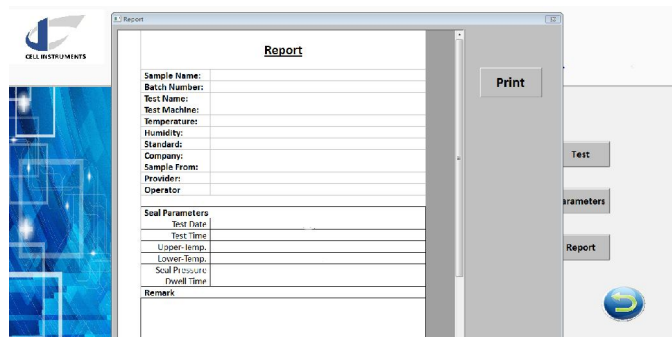 Report
CELL INSTRUMENTS
Report
Print
Sample Name:
Batch Number:
Test Name:
Test Machine:
Temperature:
Humidity:
Standard:
Company:
Sample From:
Provider:
Operator
Seal Parameters
Test Date
Test Time
Upper-Temp.
Lower-Temp.
Seal Pressure
Dwell Time
Remark
Test
arameters
Report